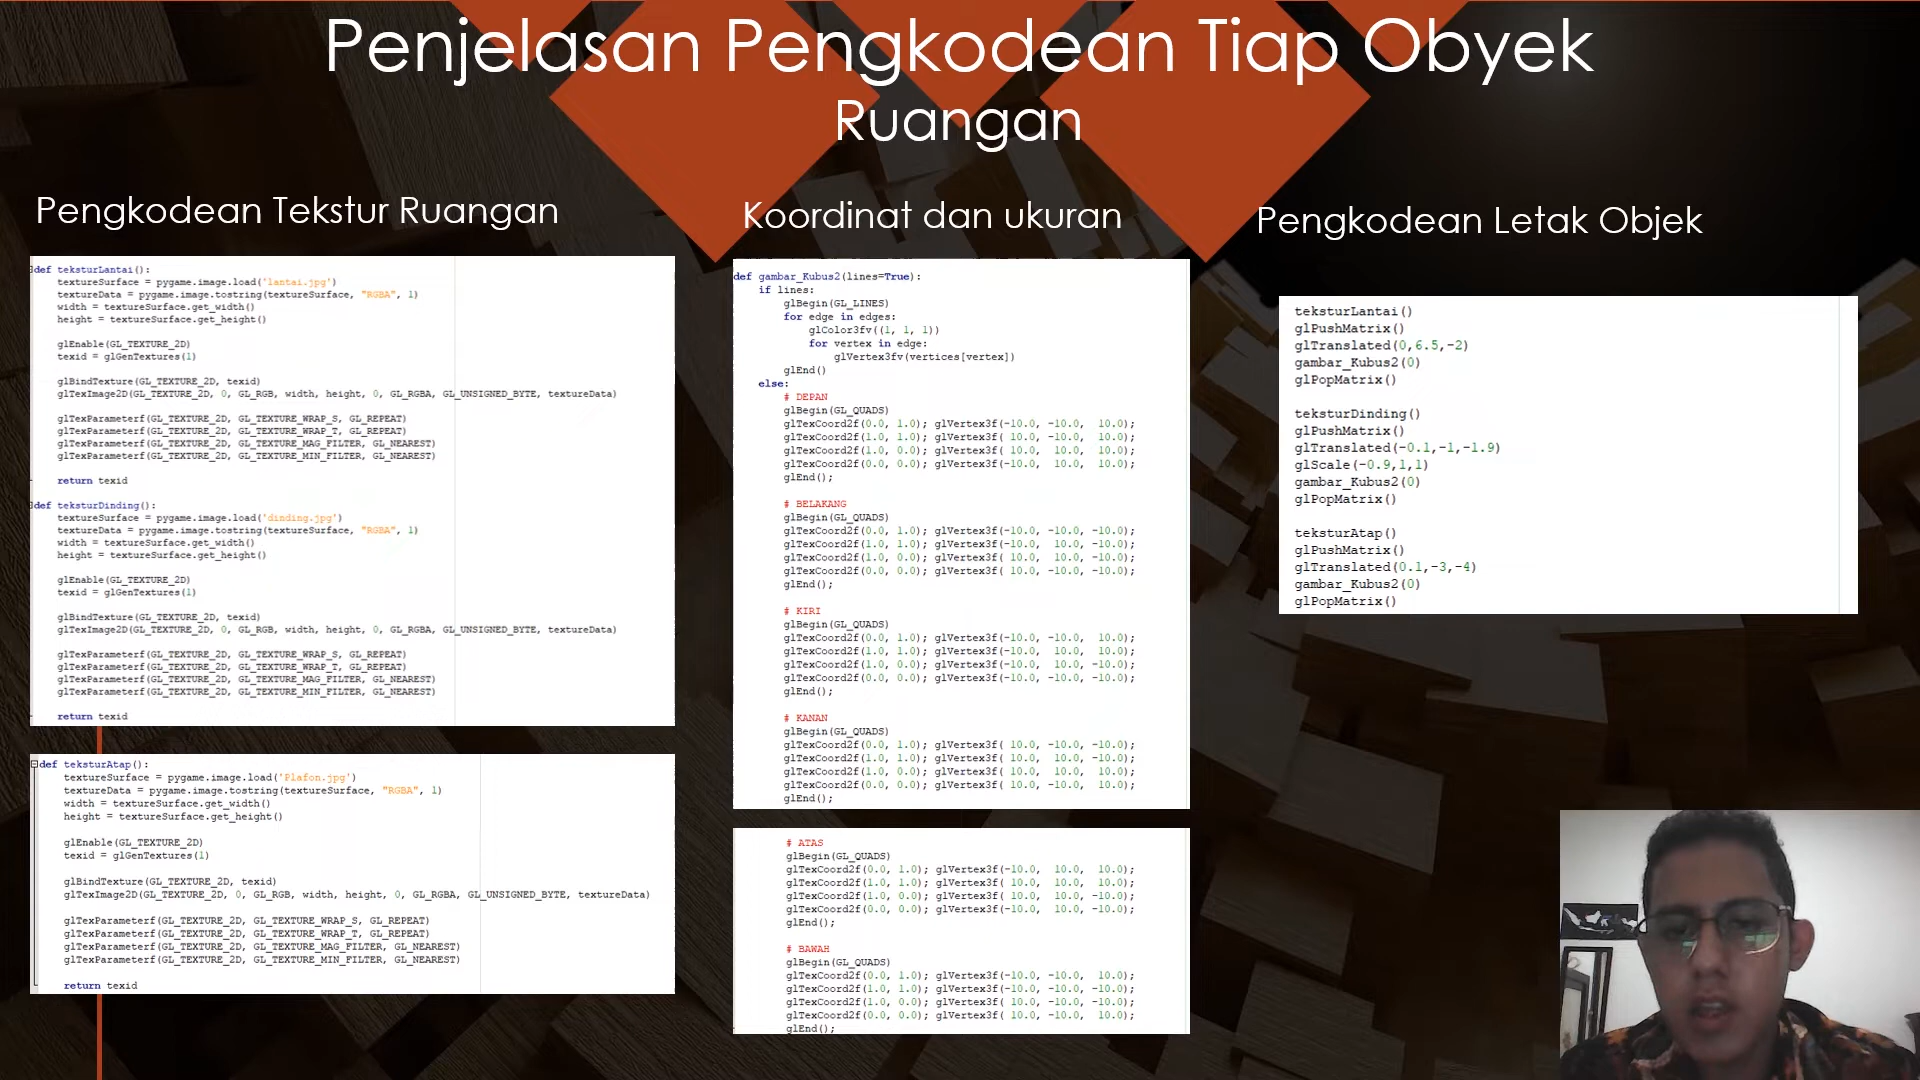 Penjelasan Pengkodean Tiap Obyek
Ruangan
Pengkodean Tekstur Ruangan
def teksturLantai():
textureSurface = pygame.image.load('lantai.jpg')
textureData = pygame.image.tostring(textureSurface, "RGBA", 1)
width = textureSurface.get_width()
height = textureSurface.get_height()
glEnable(GL_TEXTURE_2D)
texid = glGenTextures(1)
glBindTexture(GL_TEXTURE_2D, texid)
glTexImage2D(GL_TEXTURE_2D, 0, GL_RGB, width, height, 0, GL_RGBA, GL_UNSIGNED_BYTE, textureData)
glTexParameterf(GL_TEXTURE_2D, GL_TEXTURE_WRAP_S, GL_REPEAT)
glTexParameterf(GL_TEXTURE_2D, GL_TEXTURE_WRAP_T, GL_REPEAT)
glTexParameterf(GL_TEXTURE_2D, GL_TEXTURE_MAG_FILTER, GL_NEAREST)
glTexParameterf(GL_TEXTURE_2D, GL_TEXTURE_MIN_FILTER, GL_NEAREST)
return texid
def teksturDinding():
textureSurface = pygame.image.load('dinding.jpg')
textureData = pygame.image.tostring(textureSurface, "RGBA", 1)
width = textureSurface.get_width()
height = textureSurface.get_height()
glEnable(GL_TEXTURE_2D)
texid = glGenTextures(1)
glBindTexture(GL_TEXTURE_2D, texid)
glTexImage2D(GL_TEXTURE_2D, 0, GL_RGB, width, height, 0, GL_RGBA, GL_UNSIGNED_BYTE, textureData)
glTexParameterf(GL_TEXTURE_2D, GL_TEXTURE_WRAP_S, GL_REPEAT)
glTexParameterf(GL_TEXTURE_2D, GL_TEXTURE_WRAP_T, GL_REPEAT)
glTexParameterf(GL_TEXTURE_2D, GL_TEXTURE_MAG_FILTER, GL_NEAREST)
glTexParameterf(GL_TEXTURE_2D, GL_TEXTURE_MIN_FILTER, GL_NEAREST)
return texid
def teksturAtap():
textureSurface = pygame.image.load('Plafon.jpg')
textureData = pygame.image.tostring(textureSurface, "RGBA", 1)
width = textureSurface.get_width()
height = textureSurface.get_height()
glEnable(GL_TEXTURE_2D)
texid = glGenTextures(1)
glBindTexture(GL_TEXTURE_2D, texid)
glTexImage2D(GL_TEXTURE_2D, 0, GL_RGB, width, height, 0, GL_RGBA, GL_UNSIGNED_BYTE, textureData)
glTexParameterf(GL_TEXTURE_2D, GL_TEXTURE_WRAP_S, GL_REPEAT)
glTexParameterf(GL_TEXTURE_2D, GL_TEXTURE_WRAP_T, GL_REPEAT)
glTexParameterf(GL_TEXTURE_2D, GL_TEXTURE_MAG_FILTER, GL_NEAREST)
glTexParameterf(GL_TEXTURE_2D, GL_TEXTURE_MIN_FILTER, GL_NEAREST)
return texid
Koordinat dan ukuran
def gambar_Kubus2(lines=True):
if lines:
glBegin(GL_LINES)
for edge in edges:
glColor3fv((1, 1, 1))
for vertex in edge:
glVertex3fv(vertices[vertex])
glEnd()
else:
# DEPAN
glBegin(GL_QUADS)
glTexCoord2f(0.0, 1.0); glVertex3f(-10.0, -10.0, 10.0);
glTexCoord2f(1.0, 1.0); glVertex3f( 10.0, -10.0, 10.0);
glTexCoord2f(1.0, 0.0); glVertex3f( 10.0, 10.0, 10.0);
glTexCoord2f(0.0, 0.0); glVertex3f(-10.0, 10.0, 10.0);
glEnd();
# BELAKANG
glBegin(GL_QUADS)
glTexCoord2f(0.0, 1.0); glVertex3f(-10.0, -10.0, -10.0);
glTexCoord2f(1.0, 1.0); glVertex3f(-10.0, 10.0, -10.0);
glTexCoord2f(1.0, 0.0); glVertex3f( 10.0, 10.0, -10.0);
glTexCoord2f(0.0, 0.0); glVertex3f( 10.0, -10.0, -10.0);
glEnd();
# KIRI
glBegin(GL_QUADS)
glTexCoord2f(0.0, 1.0); glVertex3f(-10.0, -10.0, 10.0);
glTexCoord2f(1.0, 1.0); glVertex3f(-10.0, 10.0, 10.0);
glTexCoord2f(1.0, 0.0); glVertex3f(-10.0, 10.0, -10.0);
glTexCoord2f(0.0, 0.0); glVertex3f(-10.0, -10.0, -10.0);
glEnd();
# KANAN
glBegin(GL_QUADS)
glTexCoord2f(0.0, 1.0); glVertex3f( 10.0, -10.0, -10.0);
glTexCoord2f(1.0, 1.0); glVertex3f( 10.0, 10.0, -10.0);
glTexCoord2f(1.0, 0.0); glVertex3f( 10.0, 10.0, 10.0);
glTexCoord2f(0.0, 0.0); glVertex3f( 10.0, -10.0, 10.0);
glEnd();
# ATAS
glBegin(GL_QUADS)
glTexCoord2f(0.0, 1.0); glVertex3f(-10.0, 10.0, 10.0);
glTexCoord2f(1.0, 1.0); glVertex3f( 10.0, 10.0, 10.0);
glTexCoord2f(1.0, 0.0); glVertex3f( 10.0, 10.0, -10.0);
glTexCoord2f(0.0, 0.0); glVertex3f(-10.0, 10.0, -10.0);
glEnd();
# BAWAH
glBegin(GL_QUADS)
glTexCoord2f(0.0, 1.0); glVertex3f(-10.0, -10.0, 10.0);
glTexCoord2f(1.0, 1.0); glVertex3f(-10.0, -10.0, -10.0);
glTexCoord2f(1.0, 0.0); glVertex3f( 10.0, -10.0, -10.0);
glTexCoord2f(0.0, 0.0); glVertex3f( 10.0, -10.0, 10.0);
glEnd();
Pengkodean Letak Objek
teksturLantai()
glPushMatrix()
glTranslated(0,6.5,-2)
gambar_Kubus2(0)
glPopMatrix()
teksturDinding()
glPushMatrix()
glTranslated(-0.1,-1,-1.9)
glScale(-0.9,1,1)
gambar_Kubus2(0)
glPopMatrix()
teksturAtap()
glPushMatrix()
glTranslated(0.1,-3,-4)
gambar_Kubus2(0)
glPopMatrix()